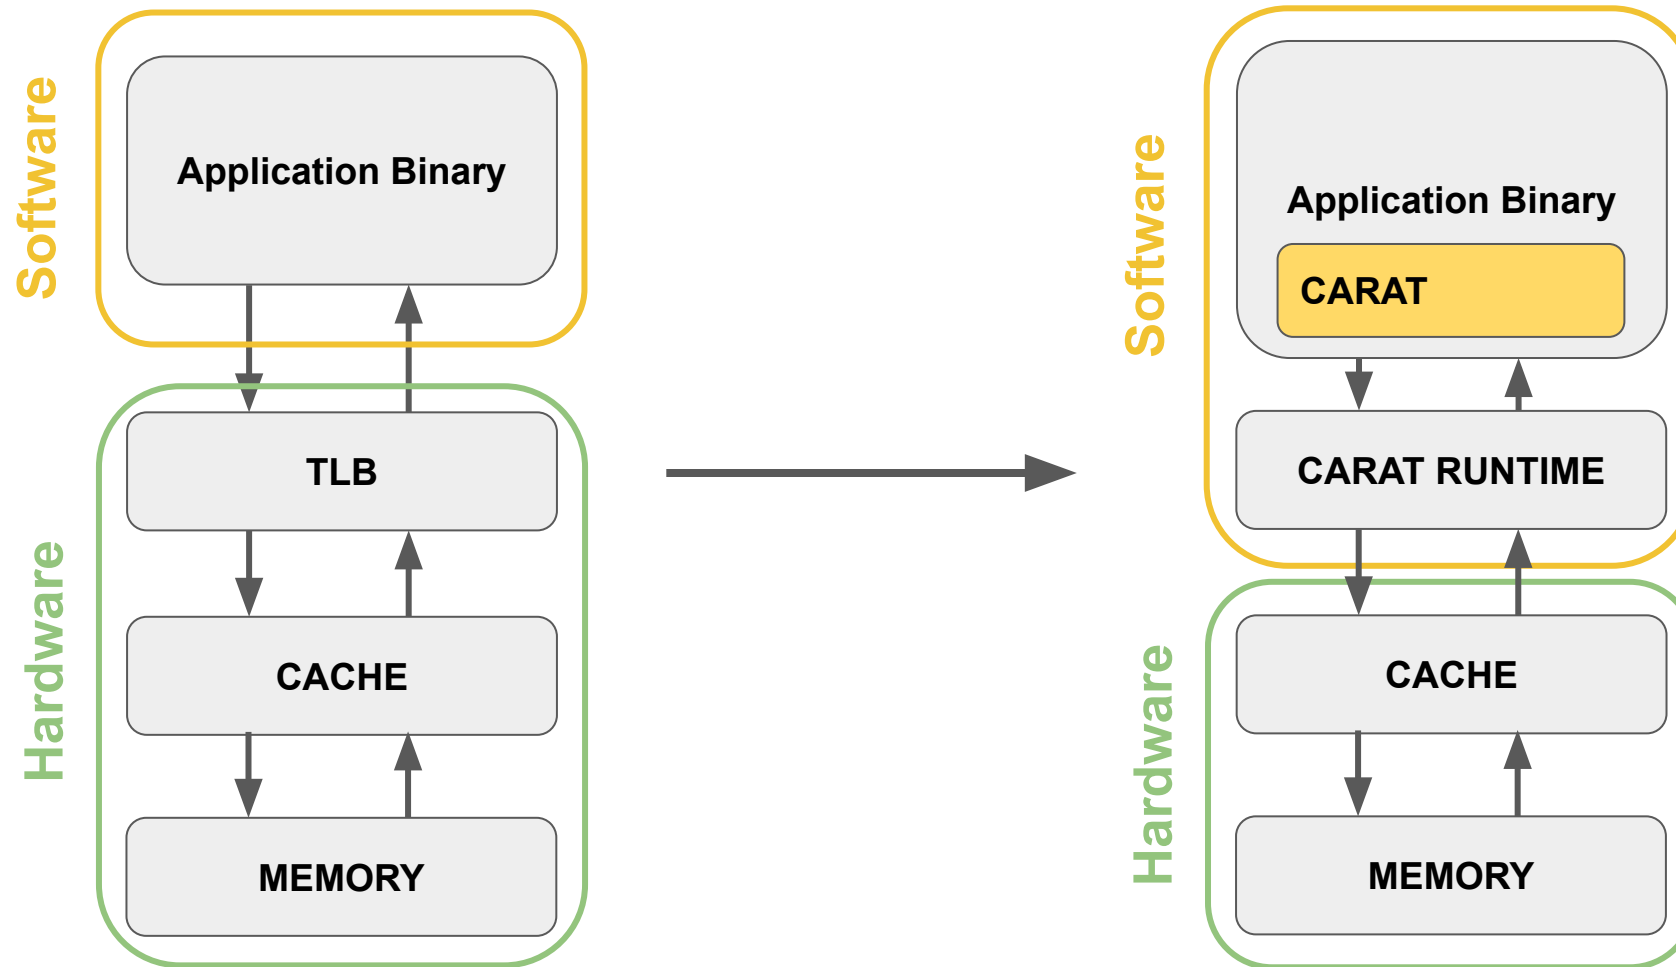 Software
Application Binary
Hardware
TLB
CACHE
MEMORY
Software
Application Binary
CARAT
CARAT RUNTIME
Hardware
CACHE
MEMORY